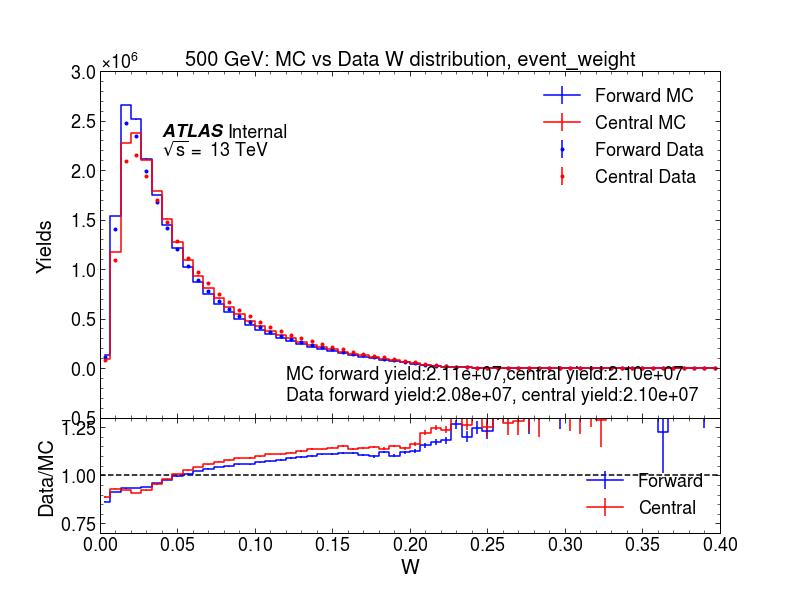 ×10⁶
500 GeV: MC vs Data W distribution, event_weight
3.0
2.5
2.0
1.5
1.0
0.5
0.0
Yields
ATLAS Internal
√s = 13 TeV
Forward MC
Central MC
Forward Data
Central Data
MC forward yield:2.11e+07,central yield:2.10e+07
Data forward yield:2.08e+07, central yield:2.10e+07
0.5
1.25
1.00
0.75
Data/MC
Forward
Central
0.00 0.05 0.10 0.15 0.20 0.25 0.30 0.35 0.40
W